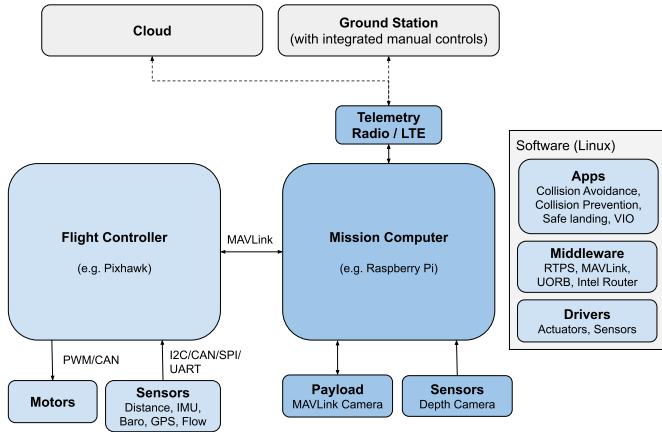 Cloud
Ground Station
(with integrated manual controls)
Telemetry
Radio / LTE
Flight Controller
(e.g. Pixhawk)
MAVLink
Mission Computer
(e.g. Raspberry Pi)
Software (Linux)
Apps
Collision Avoidance,
Collision Prevention,
Safe landing, VIO
Middleware
RTPS, MAVLink,
UORB, Intel Router
Drivers
Actuators, Sensors
PWM/CAN
I2C/CAN/SPI/
UART
Motors
Sensors
Distance, IMU,
Baro, GPS, Flow
Payload
MAVLink Camera
Sensors
Depth Camera